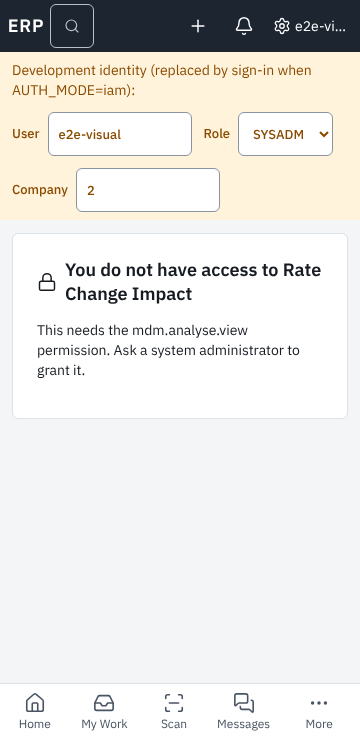 ERP
e2e-vi...
Development identity (replaced by sign-in when
AUTH_MODE=iam):
User
e2e-visual
Role
SYSADM
Company
2
You do not have access to Rate
Change Impact
This needs the mdm.analyse.view
permission. Ask a system administrator to
grant it.
Home
My Work
Scan
Messages
More